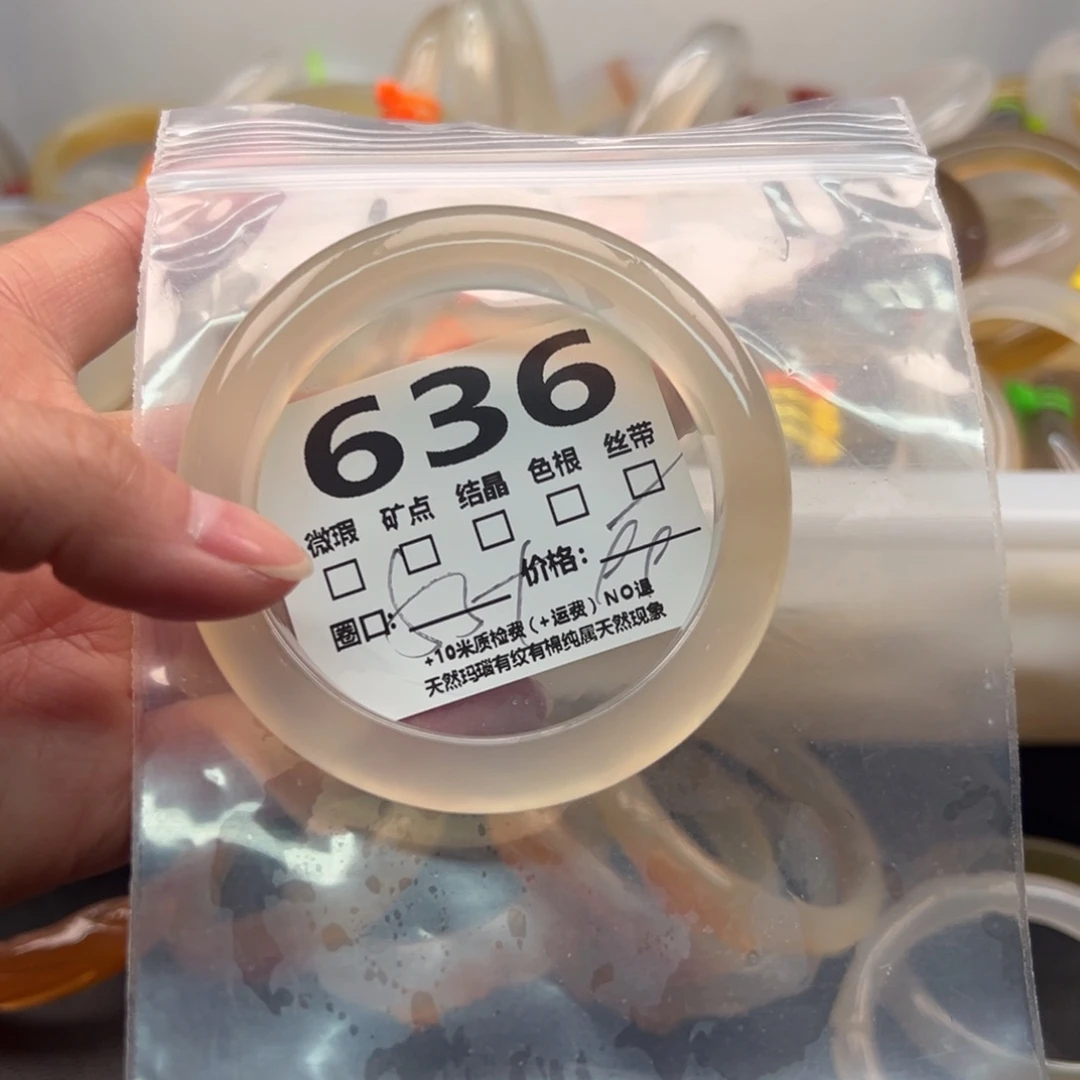 636
微瑕 矿点 结晶 色根 丝带
圈口: 价格:
+10米质检费(+运费)NO退
天然玛瑙有纹有棉纯属天然现象